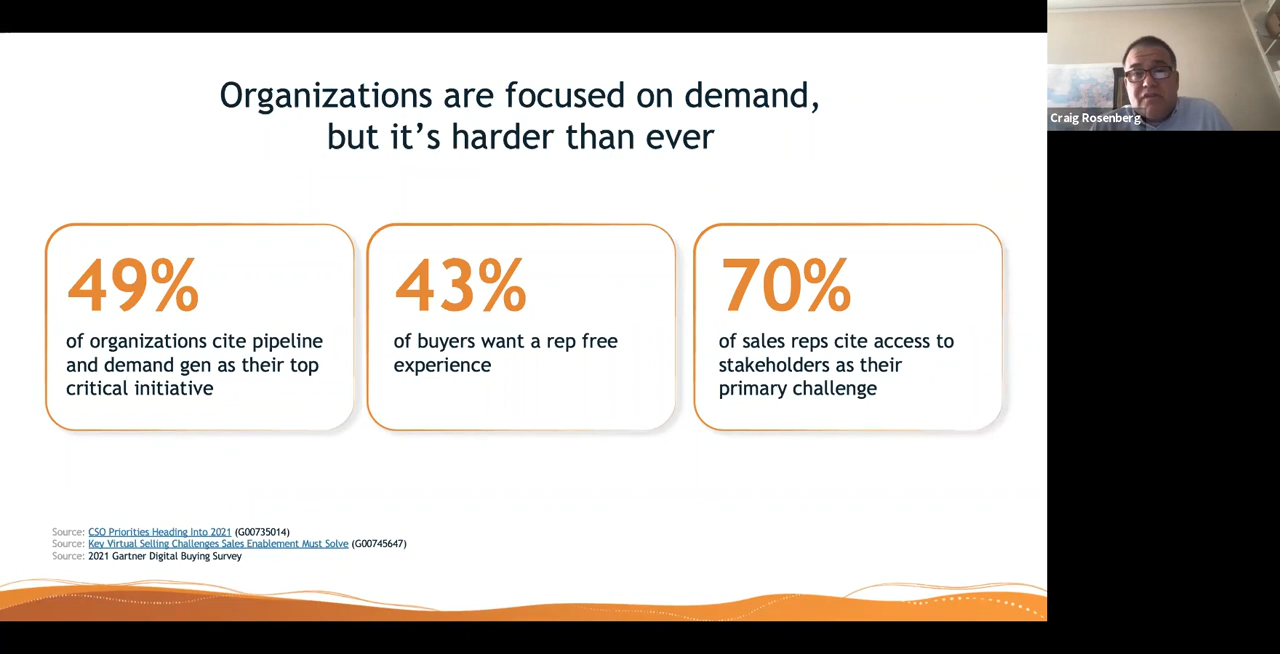 Organizations are focused on demand,
but it’s harder than ever
49%
of organizations cite pipeline
and demand gen as their top
critical initiative
43%
of buyers want a rep free
experience
70%
of sales reps cite access to
stakeholders as their
primary challenge
Source: CSO Priorities Heading Into 2021 (G00735014)
Source: Key Virtual Selling Challenges Sales Enablement Must Solve (G00745647)
Source: 2021 Gartner Digital Buying Survey
Craig Rosenberg